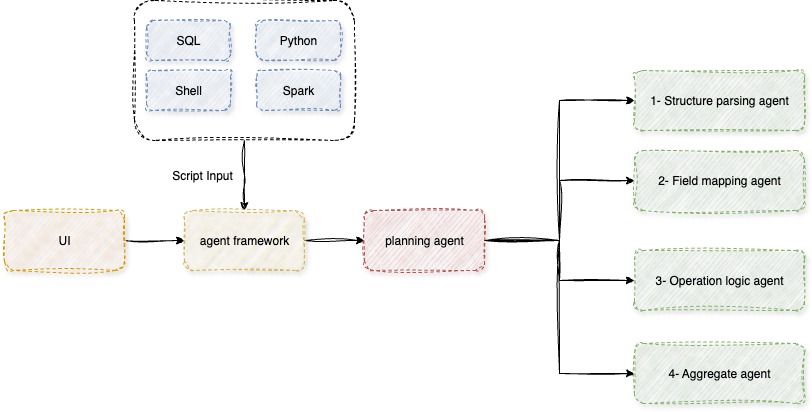 SQL
Python
Shell
Spark
Script Input
UI
agent framework
planning agent
1- Structure parsing agent
2- Field mapping agent
3- Operation logic agent
4- Aggregate agent